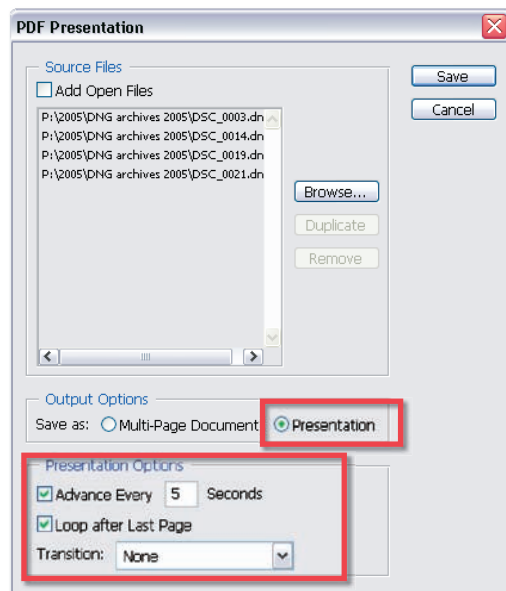 PDF Presentation
Source Files
Save
Add Open Files
Cancel
P:\2005\DNG archives 2005\DSC_0003.dn
P:\2005\DNG archives 2005\DSC_0014.dn
P:\2005\DNG archives 2005\DSC_0019.dn
P:\2005\DNG archives 2005\DSC_0021.dn
Browse...
Duplicate
Remove
Output Options
Save as: Multi-Page Document Presentation
Presentation Options
Advance Every 5 Seconds
Loop after Last Page
Transition: None